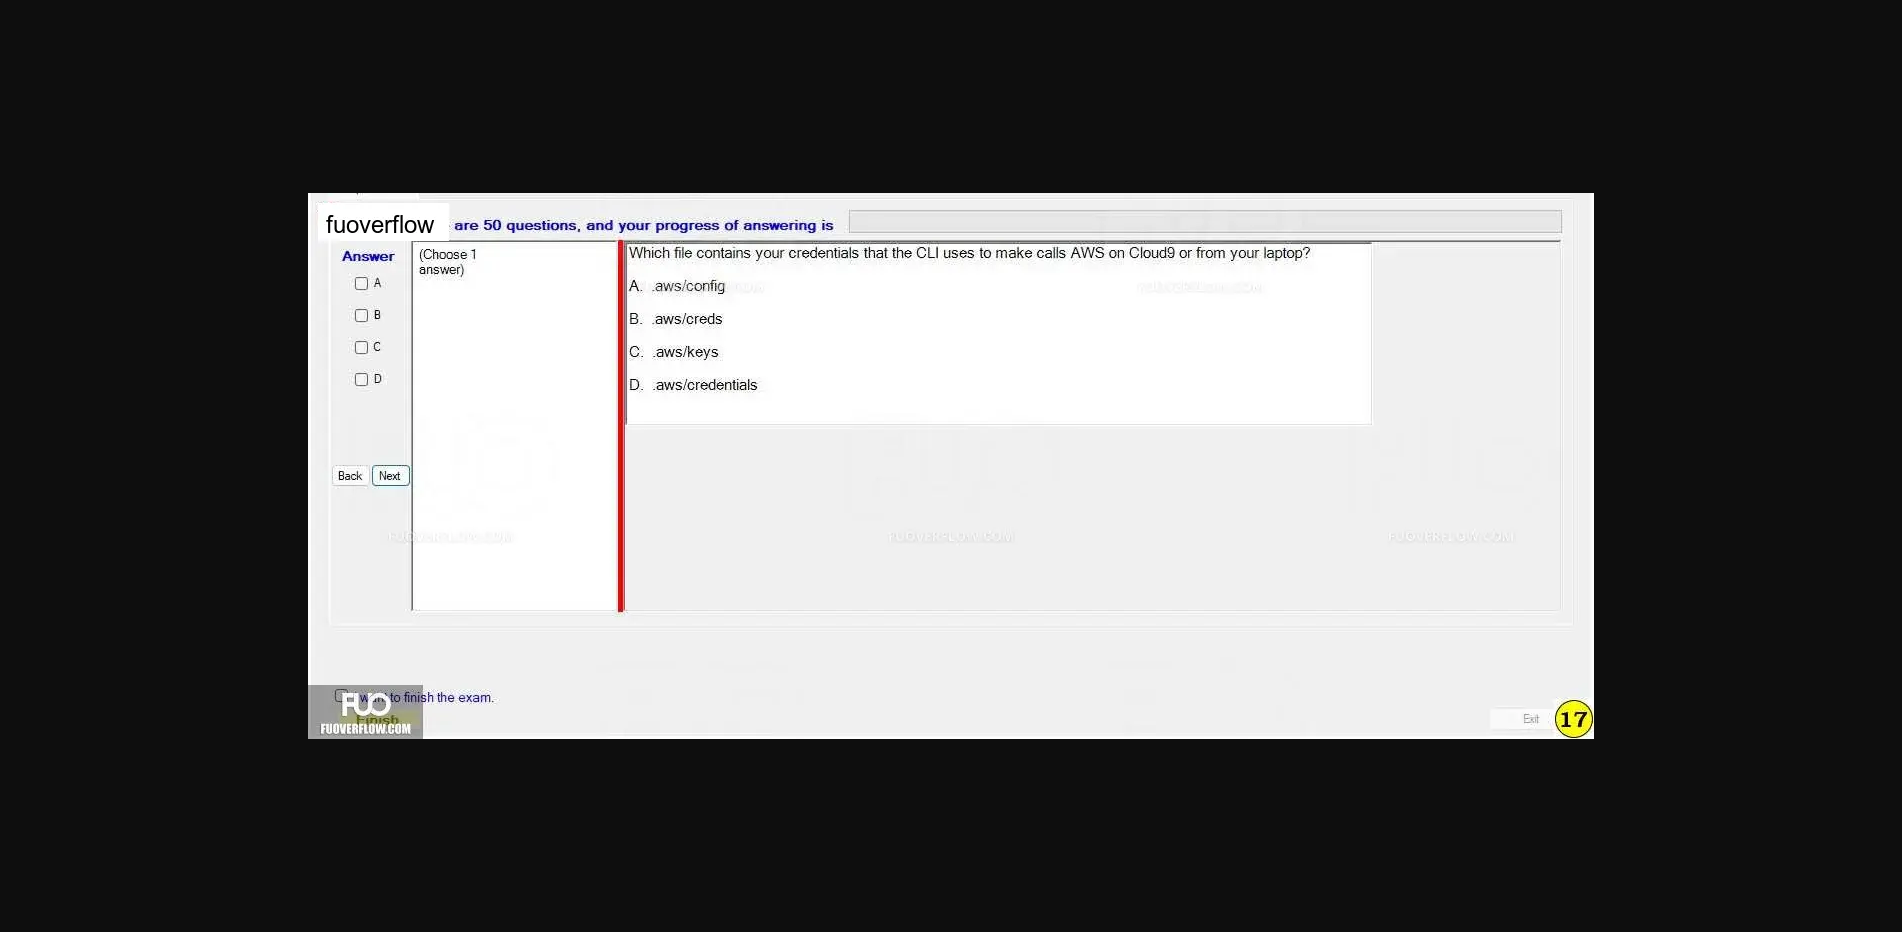 fuoverflow are 50 questions, and your progress of answering is
Answer
A
B
C
D
Back Next
(Choose 1
answer)
Which file contains your credentials that the CLI uses to make calls AWS on Cloud9 or from your laptop?
A. .aws/config
B. .aws/creds
C. .aws/keys
D. .aws/credentials
FUOVERFLOW.COM
FUOVERFLOW.COM
FUOVERFLOW.COM
FUOVERFLOW.COM
I want to finish the exam.
FUO
Finish
FUOVERFLOW.COM
Exit
17